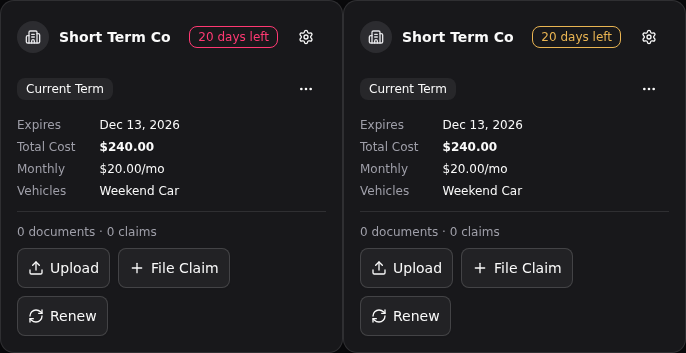 Short Term Co
20 days left
Current Term
Expires Dec 13, 2026
Total Cost $240.00
Monthly $20.00/mo
Vehicles Weekend Car
0 documents · 0 claims
Upload
File Claim
Renew
Short Term Co
20 days left
Current Term
Expires Dec 13, 2026
Total Cost $240.00
Monthly $20.00/mo
Vehicles Weekend Car
0 documents · 0 claims
Upload
File Claim
Renew